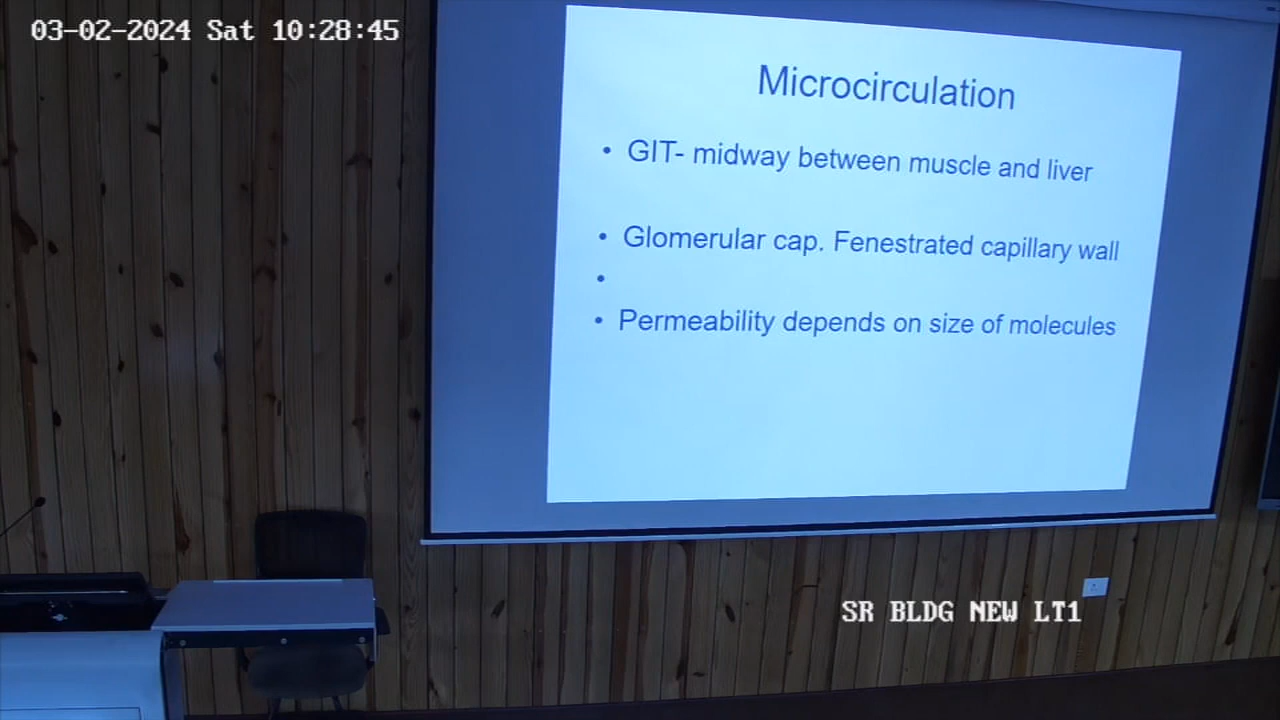 03-02-2024 Sat 10:28:45
Microcirculation
• GIT- midway between muscle and liver
• Glomerular cap. Fenestrated capillary wall
•
• Permeability depends on size of molecules
SR BLDG NEW LT1